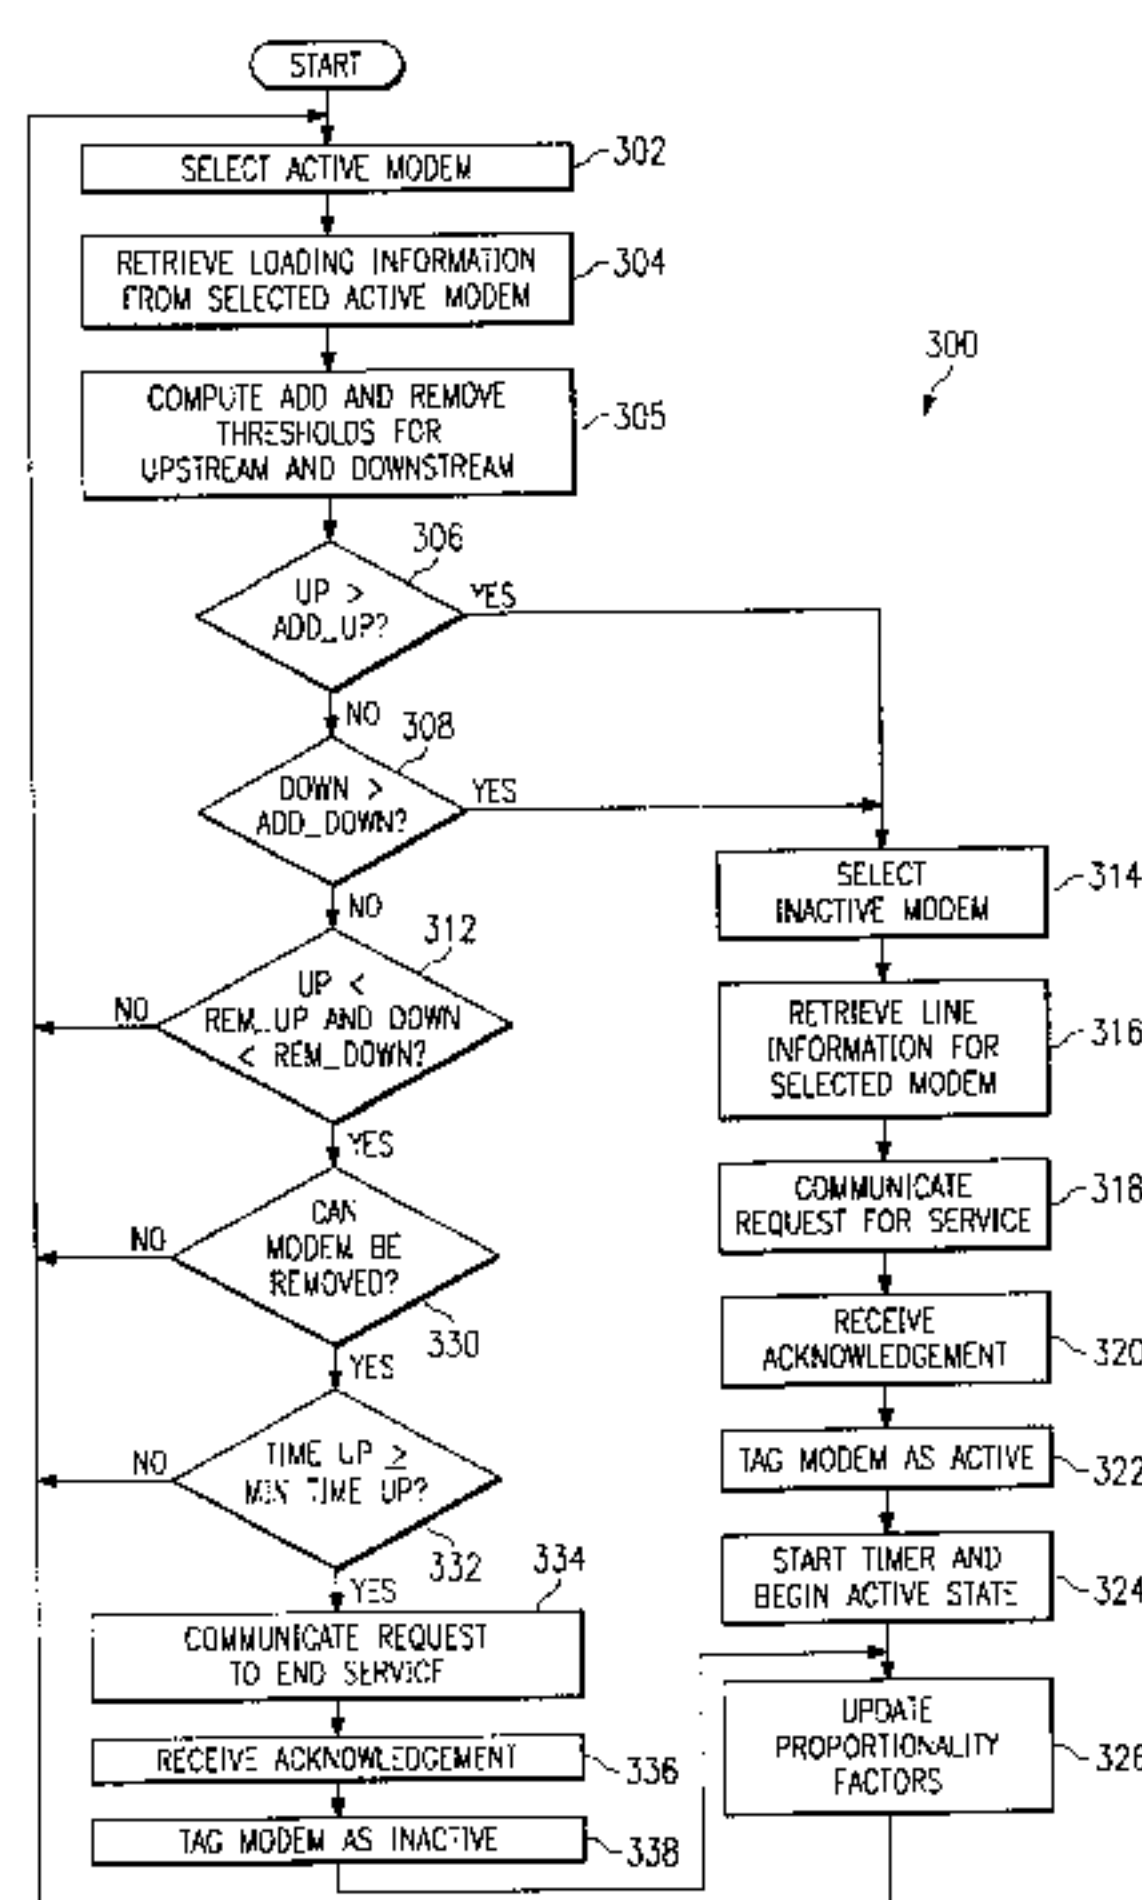 START
SELECT ACTIVE MODEM
302
RETRIEVE LOADING INFORMATION
FROM SELECTED ACTIVE MODEM
304
300
COMPUTE ADD AND REMOVE
THRESHOLDS FOR
UPSTREAM AND DOWNSTREAM
305
306
UP >
ADD_UP?
YES
NO
308
DOWN >
ADD_DOWN?
YES
NO
312
UP <
REM_UP AND DOWN
< REM_DOWN?
NO
YES
CAN
MODEM BE
REMOVED?
NO
330
YES
TIME UP ≥
MIN TIME UP?
NO
332
YES
334
COMMUNICATE REQUEST
TO END SERVICE
RECEIVE ACKNOWLEDGEMENT
336
TAG MODEM AS INACTIVE
338
SELECT
INACTIVE MODEM
314
RETRIEVE LINE
INFORMATION FOR
SELECTED MODEM
316
COMMUNICATE
REQUEST FOR SERVICE
318
RECEIVE
ACKNOWLEDGEMENT
320
TAG MODEM AS ACTIVE
322
START TIMER AND
BEGIN ACTIVE STATE
324
UPDATE
PROPORTIONALITY
FACTORS
326